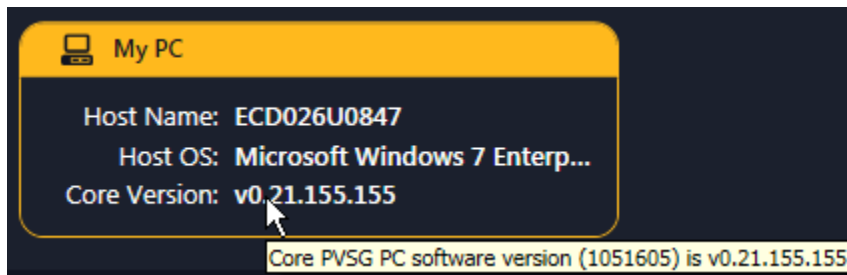 My PC
Host Name: ECD026U0847
Host OS: Microsoft Windows 7 Enterp...
Core Version: v0.21.155.155
Core PVSG PC software version (1051605) is v0.21.155.155